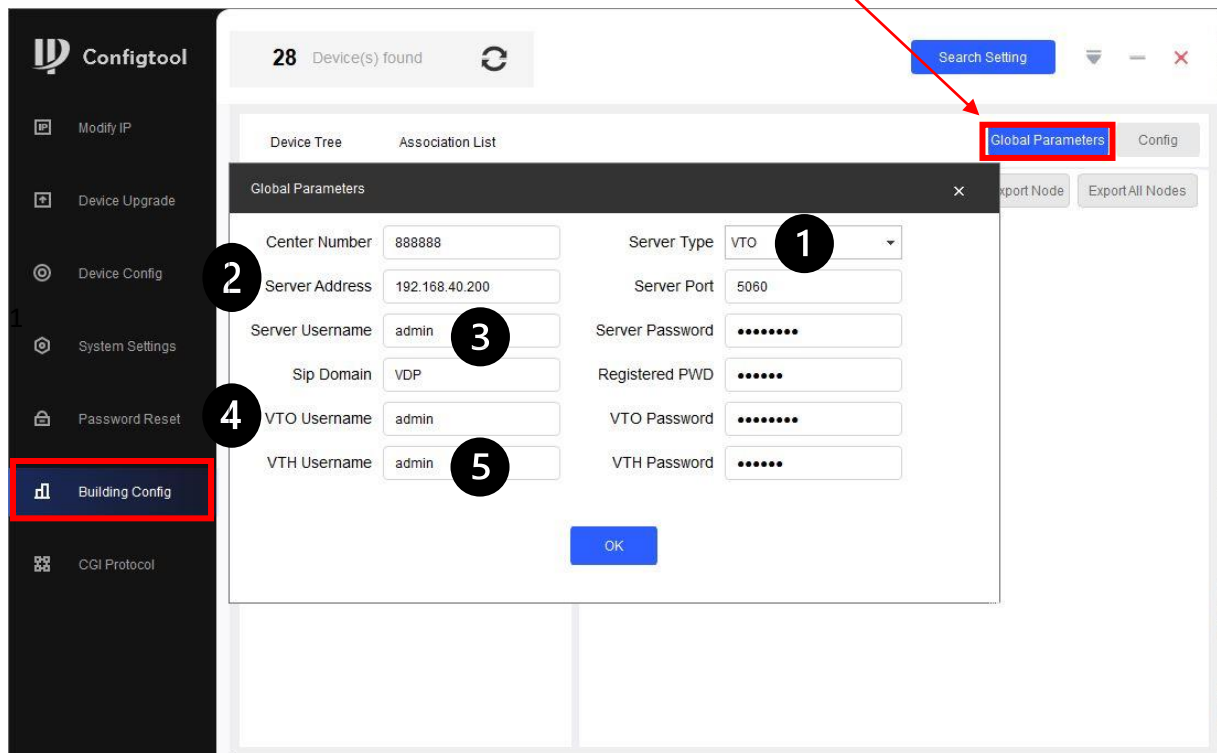 Configtool
28 Device(s) found
Search Setting
Modify IP
Device Upgrade
Device Config
1
System Settings
Password Reset
Building Config
CGI Protocol
Device Tree Association List
Global Parameters Config
xport Node Export All Nodes
Global Parameters ×
Center Number 888888 Server Type VTO 1
2 Server Address 192.168.40.200 Server Port 5060
Server Username admin 3 Server Password ••••••••
Sip Domain VDP Registered PWD ••••••
4 VTO Username admin VTO Password ••••••••
VTH Username admin 5 VTH Password ••••••
OK